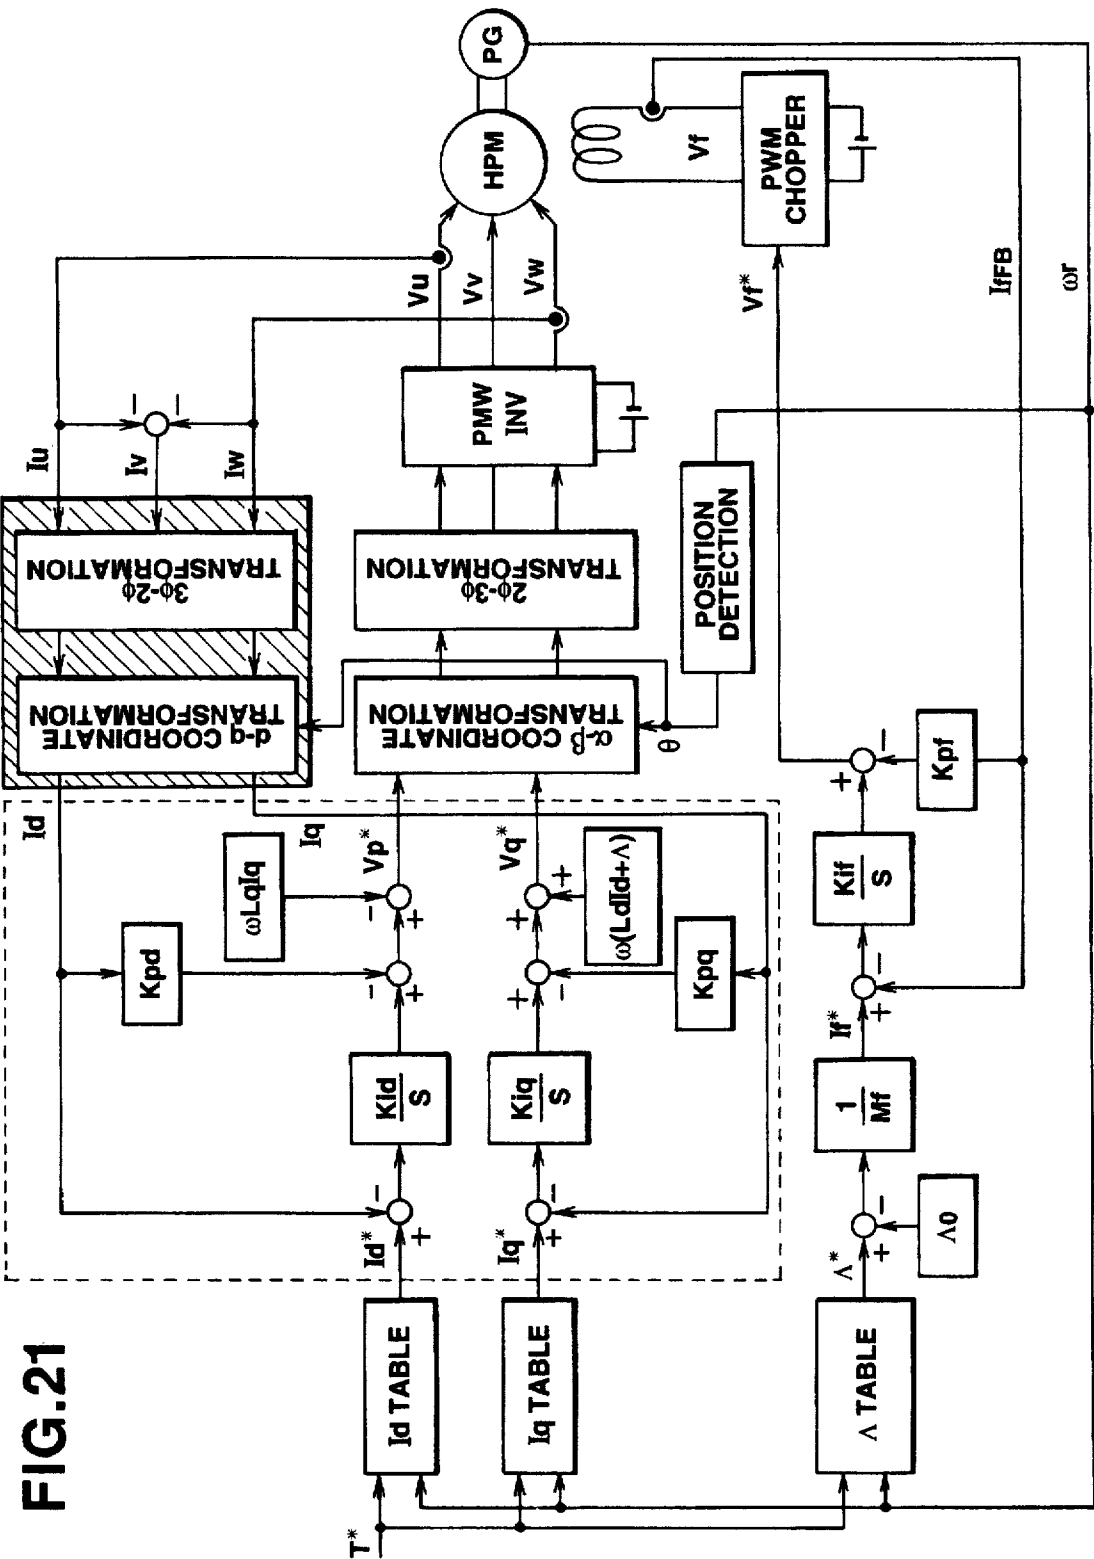 FIG.21
T*
Id TABLE
Iq TABLE
Λ TABLE
Id*
+
−
Kid
S
+
−
Kpd
ωLqIq
+
−
Vp*
Id
Iq
Iq*
+
−
Kiq
S
+
−
Kpq
ω(LdId+Λ)
+
+
Vq*
Λ*
+
−
Λ0
1
Mf
If*
+
−
Kif
S
+
−
Kpf
d-q COORDINATE
TRANSFORMATION
3ϕ-2ϕ
TRANSFORMATION
α-β COORDINATE
TRANSFORMATION
2ϕ-3ϕ
TRANSFORMATION
θ
POSITION
DETECTION
Iu
Iv
Iw
−
−
PMW
INV
Vu
Vv
Vw
HPM
PG
Vf*
PWM
CHOPPER
Vf
IfFB
ωr